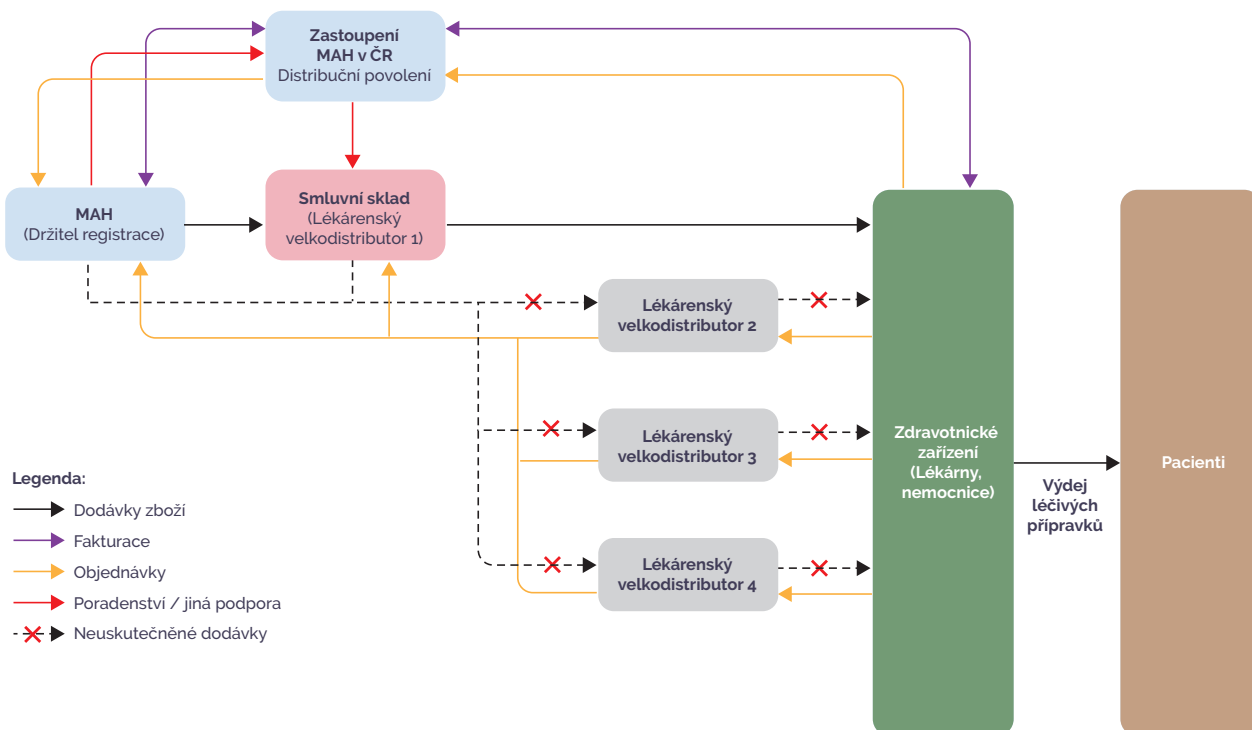 Zastoupení
MAH v ČR
Distribuční povolení
MAH
(Držitel registrace)
Smluvní sklad
(Lékárenský
velkodistributor 1)
Lékárenský
velkodistributor 2
Lékárenský
velkodistributor 3
Lékárenský
velkodistributor 4
Zdravotnické
zařízení
(Lékárny,
nemocnice)
Výdej
léčivých
přípravků
Pacienti
Legenda:
Dodávky zboží
Fakturace
Objednávky
Poradenství / jiná podpora
Neuskutečněné dodávky